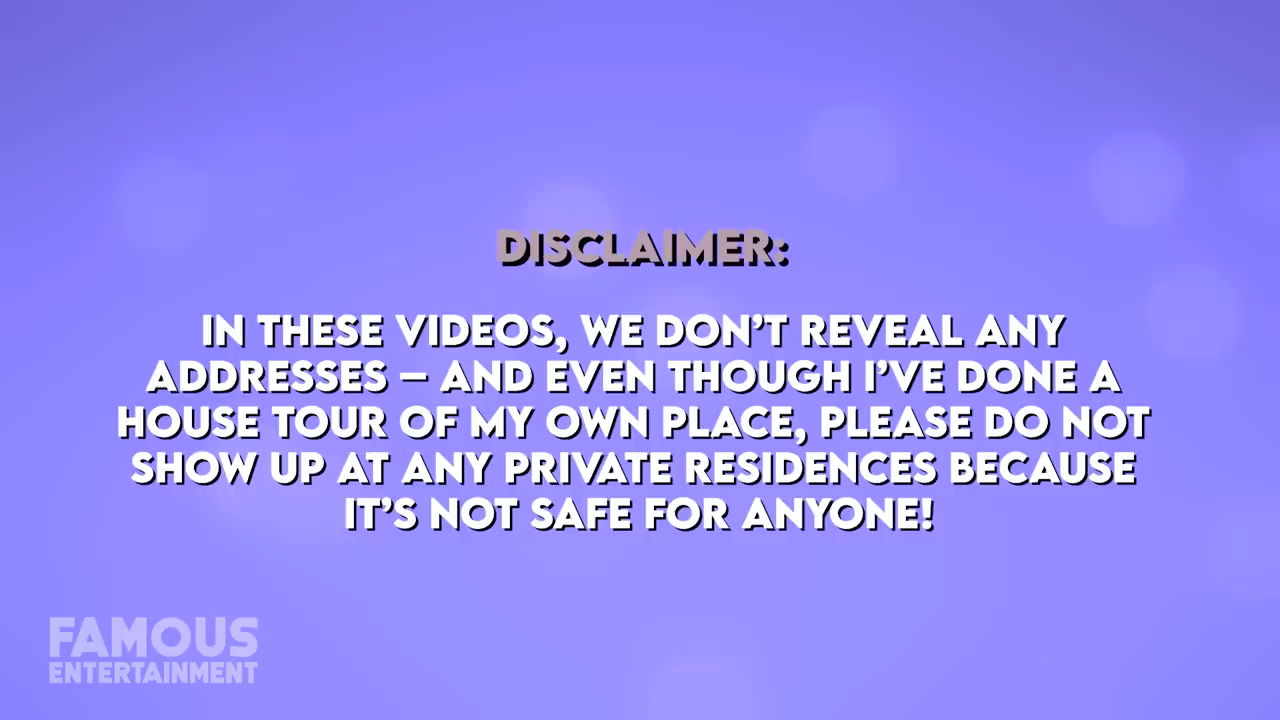 DISCLAIMER:
IN THESE VIDEOS, WE DON’T REVEAL ANY
ADDRESSES – AND EVEN THOUGH I’VE DONE A
HOUSE TOUR OF MY OWN PLACE, PLEASE DO NOT
SHOW UP AT ANY PRIVATE RESIDENCES BECAUSE
IT’S NOT SAFE FOR ANYONE!
FAMOUS
ENTERTAINMENT